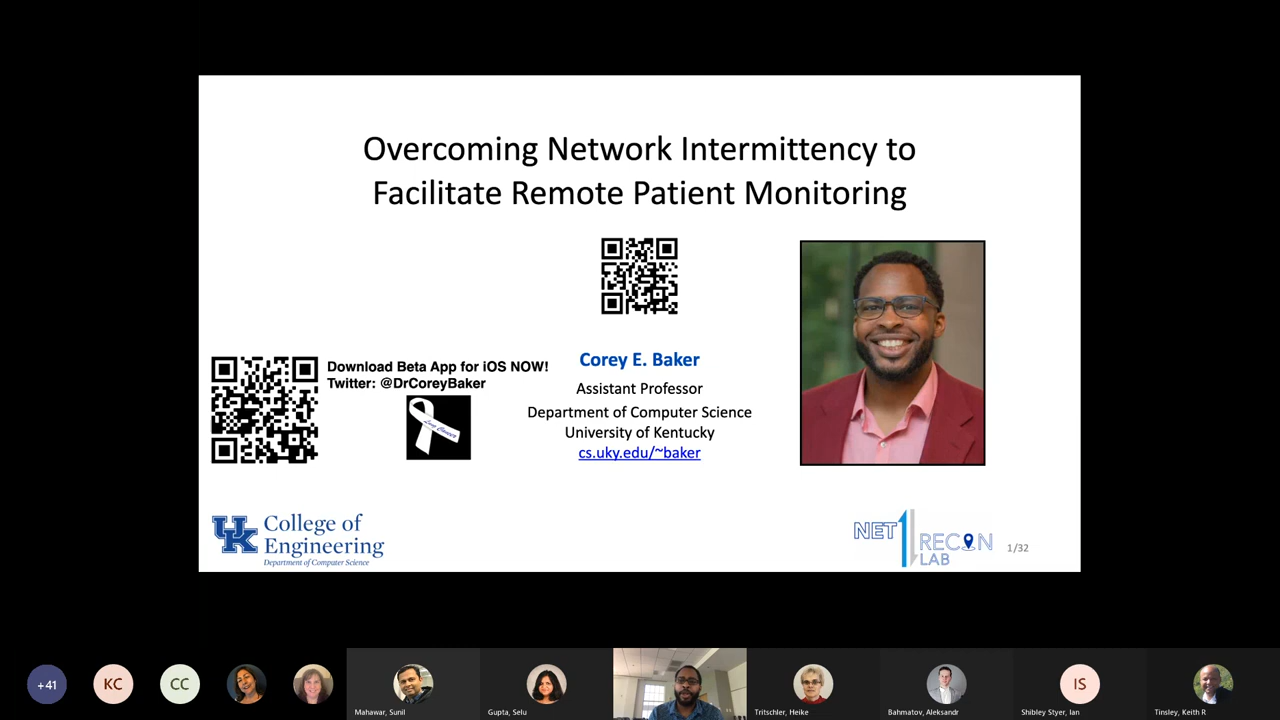 Overcoming Network Intermittency to
Facilitate Remote Patient Monitoring
Download Beta App for iOS NOW!
Twitter: @DrCoreyBaker
Love Cancer
Corey E. Baker
Assistant Professor
Department of Computer Science
University of Kentucky
cs.uky.edu/~baker
UK College of
Engineering
Department of Computer Science
NET
RECON
LAB
1/32
+41
KC
CC
Mahawar, Sunil
Gupta, Selu
Tritschler, Heike
Bahmatov, Aleksandr
IS
Shibley Styer, Ian
Tinsley, Keith R